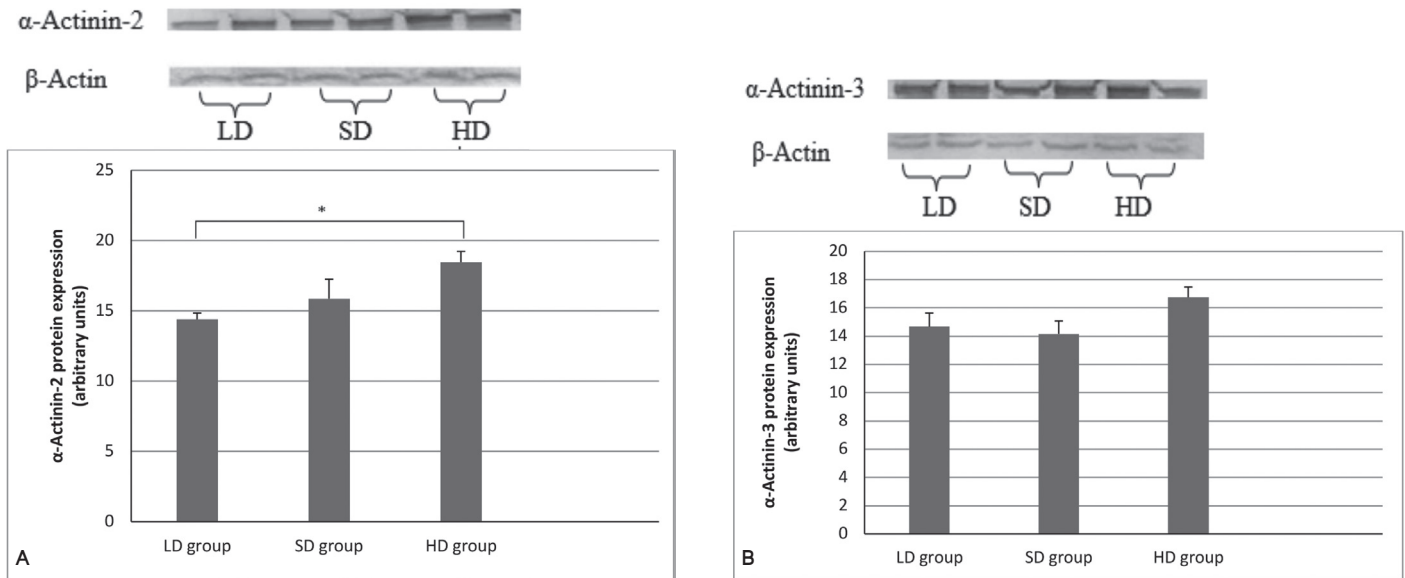 α-Actinin-2
β-Actin
LD SD HD
25
20
15
10
5
0
α-Actinin-2 protein expression
(arbitrary units)
*
LD group SD group HD group
A
α-Actinin-3
β-Actin
LD SD HD
20
18
16
14
12
10
8
6
4
2
0
α-Actinin-3 protein expression
(arbitrary units)
LD group SD group HD group
B